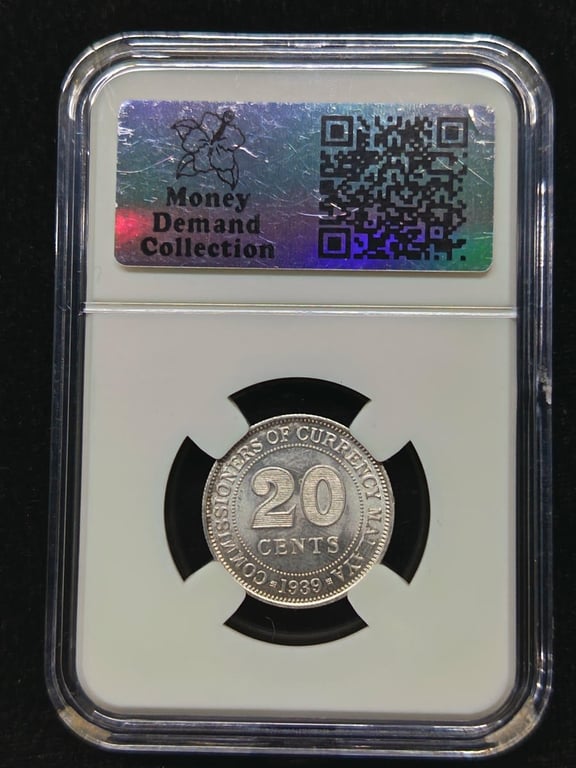 Money
Demand
Collection
COMMISSIONERS OF CURRENCY MALAYA
20
CENTS
1939